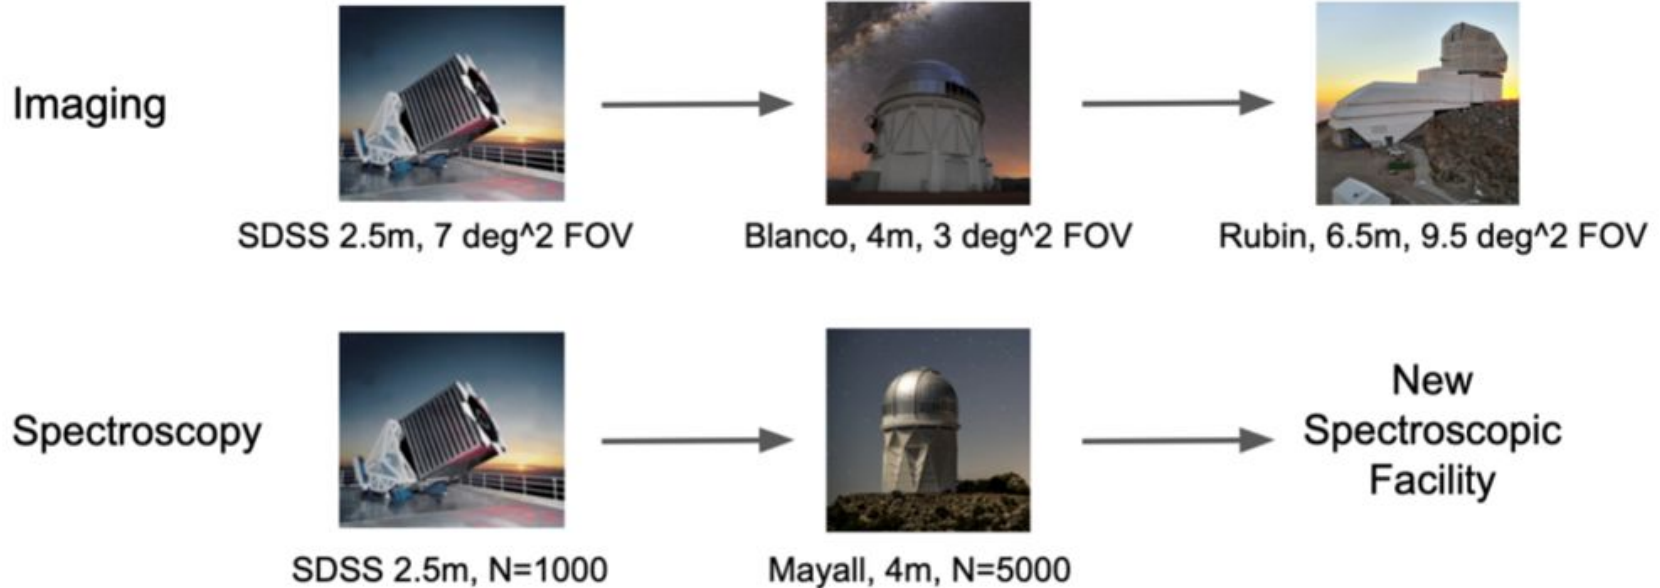 Imaging
SDSS 2.5m, 7 deg^2 FOV
Blanco, 4m, 3 deg^2 FOV
Rubin, 6.5m, 9.5 deg^2 FOV
Spectroscopy
New
Spectroscopic
Facility
SDSS 2.5m, N=1000
Mayall, 4m, N=5000